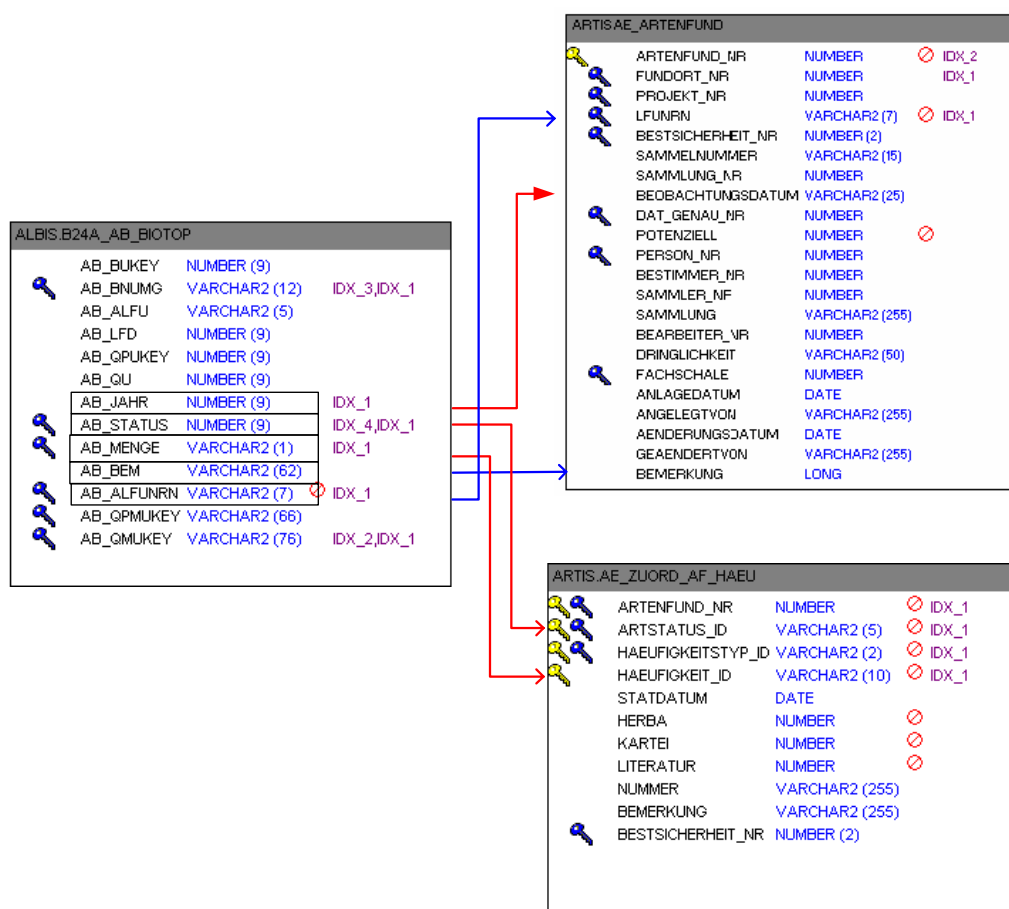 ARTISAE_ARTENFUND
ARTENFUND_NR NUMBER IDX_2
FUNDORT_NR NUMBER IDX_1
PROJEKT_NR NUMBER
LFUNRN VARCHAR2 (7) IDX_1
BESTSICHERHEIT_NR NUMBER (2)
SAMMELNUMMER VARCHAR2 (15)
SAMMLUNG_NR NUMBER
BEOBACHTUNGSDATUM VARCHAR2 (25)
DAT_GENAU_NR NUMBER
POTENZIELL NUMBER
PERSON_NR NUMBER
BESTIMMER_NR NUMBER
SAMMLER_NF NUMBER
SAMMLUNG VARCHAR2 (255)
BEARBEITER_NR NUMBER
DRINGLICHKEIT VARCHAR2 (50)
FACHSCHALE NUMBER
ANLAGEDATUM DATE
ANGELEGTVON VARCHAR2 (255)
AENDERUNGSDATUM DATE
GEAENDERTVON VARCHAR2 (255)
BEMERKUNG LONG
ALBIS.B24A_AB_BIOTOP
AB_BUKEY NUMBER (9)
AB_BNUMG VARCHAR2 (12) IDX_3,IDX_1
AB_ALFU VARCHAR2 (5)
AB_LFD NUMBER (9)
AB_QPUKEY NUMBER (9)
AB_QU NUMBER (9)
AB_JAHR NUMBER (9) IDX_1
AB_STATUS NUMBER (9) IDX_4,IDX_1
AB_MENGE VARCHAR2 (1) IDX_1
AB_BEM VARCHAR2 (62)
AB_ALFUNRN VARCHAR2 (7) IDX_1
AB_QPMUKEY VARCHAR2 (66)
AB_QMUKEY VARCHAR2 (76) IDX_2,IDX_1
ARTIS.AE_ZUORD_AF_HAEU
ARTENFUND_NR NUMBER IDX_1
ARTSTATUS_ID VARCHAR2 (5) IDX_1
HAEUFIGKEITSTYP_ID VARCHAR2 (2) IDX_1
HAEUFIGKEIT_ID VARCHAR2 (10) IDX_1
STATDATUM DATE
HERBA NUMBER
KARTEI NUMBER
LITERATUR NUMBER
NUMMER VARCHAR2 (255)
BEMERKUNG VARCHAR2 (255)
BESTSICHERHEIT_NR NUMBER (2)